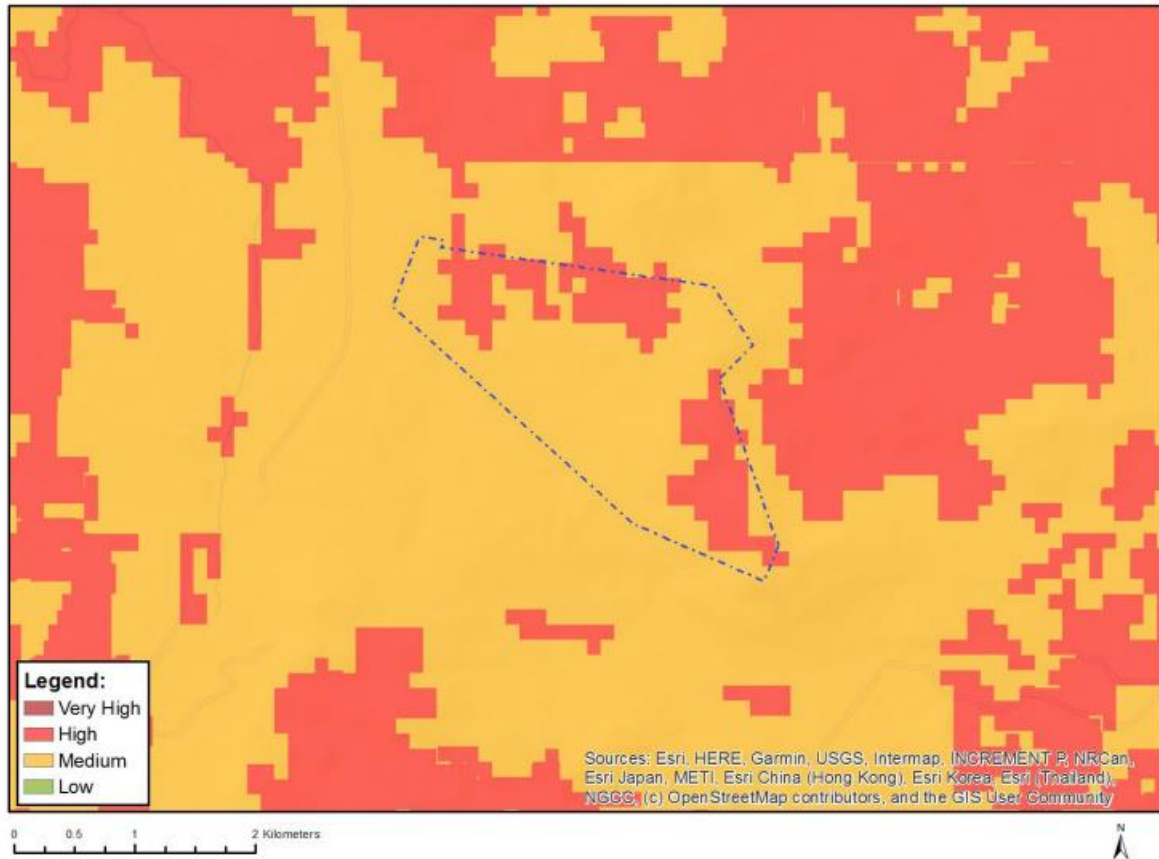 Legend:
Very High
High
Medium
Low
Sources: Esri, HERE, Garmin, USGS, Intermap, INCREMENT P, NRCan,
Esri Japan, METI, Esri China (Hong Kong), Esri Korea, Esri (Thailand),
NGCC, (c) OpenStreetMap contributors, and the GIS User Community
0 0.5 1 2 Kilometers
N